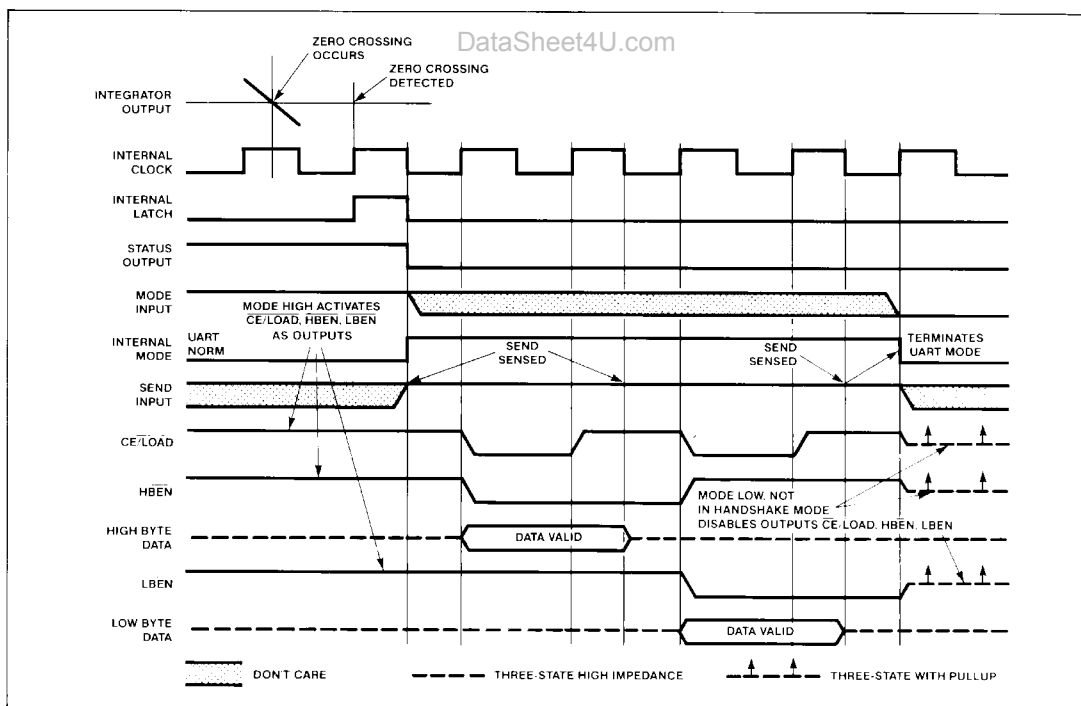 DataSheet4U.com
ZERO CROSSING
OCCURS
ZERO CROSSING
DETECTED
INTEGRATOR
OUTPUT
INTERNAL
CLOCK
INTERNAL
LATCH
STATUS
OUTPUT
MODE
INPUT
MODE HIGH ACTIVATES
CE/LOAD, HBEN, LBEN
AS OUTPUTS
INTERNAL
MODE
UART
NORM
SEND
SENSED
SEND
SENSED
TERMINATES
UART MODE
SEND
INPUT
CE/LOAD
HBEN
MODE LOW, NOT
IN HANDSHAKE MODE
DISABLES OUTPUTS CE/LOAD, HBEN, LBEN
HIGH BYTE
DATA
DATA VALID
LBEN
LOW BYTE
DATA
DATA VALID
DON'T CARE
THREE-STATE HIGH IMPEDANCE
THREE-STATE WITH PULLUP